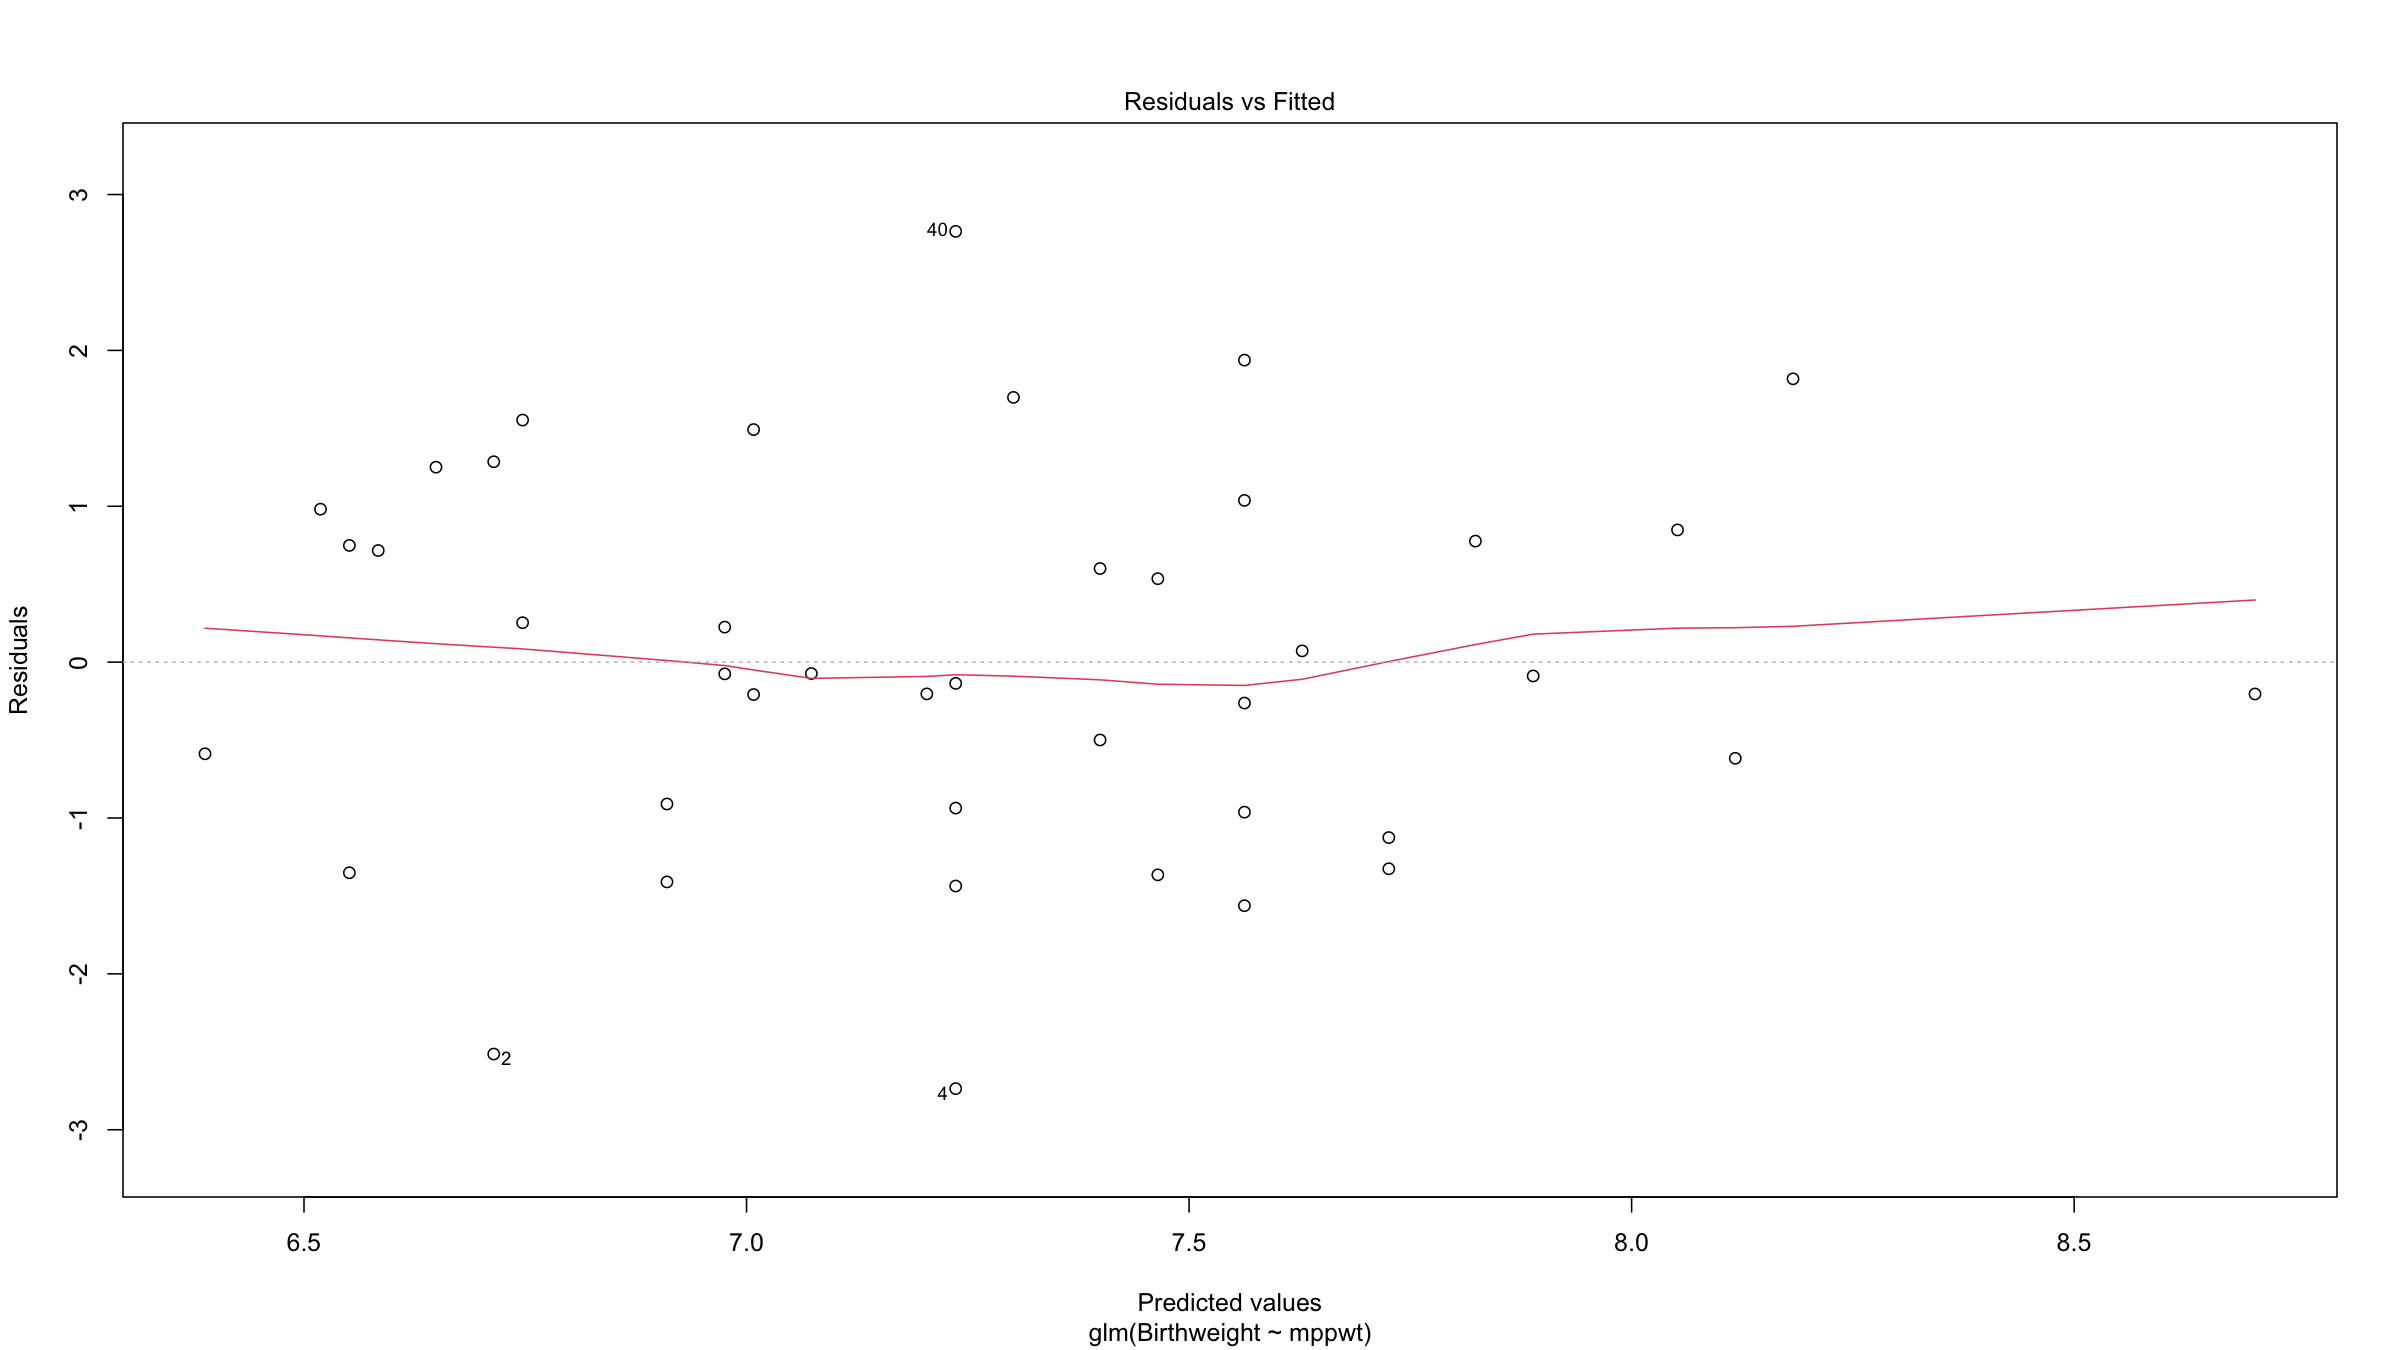 Residuals vs Fitted
3
2
1
0
-1
-2
-3
Residuals
40
2
4
6.5 7.0 7.5 8.0 8.5
Predicted values
glm(Birthweight ~ mppwt)